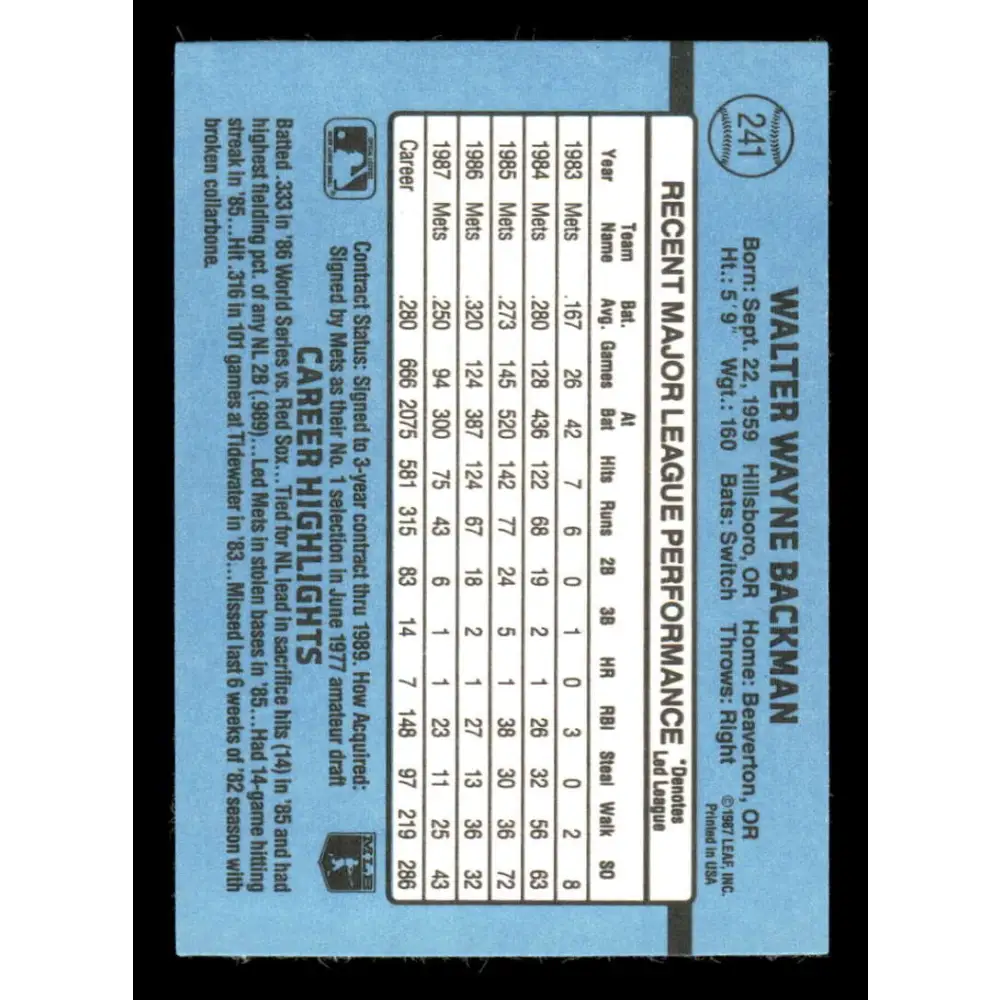 241
WALTER WAYNE BACKMAN
Born: Sept. 22, 1959 Hillsboro, OR Home: Beaverton, OR
Ht.: 5'9" Wgt.: 160 Bats: Switch Throws: Right
©1987 LEAF, INC.
Printed in USA
RECENT MAJOR LEAGUE PERFORMANCE
*Denotes
Led League
Year Team Name Bat. Avg. Games At Bat Hits Runs 2B 3B HR RBI Steal Walk SO
1983 Mets .167 26 42 7 6 0 1 0 3 0 2 8
1984 Mets .280 128 436 122 68 19 2 1 26 32 56 63
1985 Mets .273 145 520 142 77 24 5 1 38 30 36 72
1986 Mets .320 124 387 124 67 18 2 1 27 13 36 32
1987 Mets .250 94 300 75 43 6 1 1 23 11 25 43
Career .280 666 2075 581 315 83 14 7 148 97 219 286
Contract Status: Signed to 3-year contract thru 1989. How Acquired:
Signed by Mets as their No. 1 selection in June 1977 amateur draft
MLB
CAREER HIGHLIGHTS
Batted .333 in '86 World Series vs. Red Sox...Tied for NL lead in sacrifice hits (14) in '85 and had
highest fielding pct. of any NL 2B (.989)...Led Mets in stolen bases in '85...Had 14-game hitting
streak in '85...Hit .316 in 101 games at Tidewater in '83...Missed last 6 weeks of '82 season with
broken collarbone.